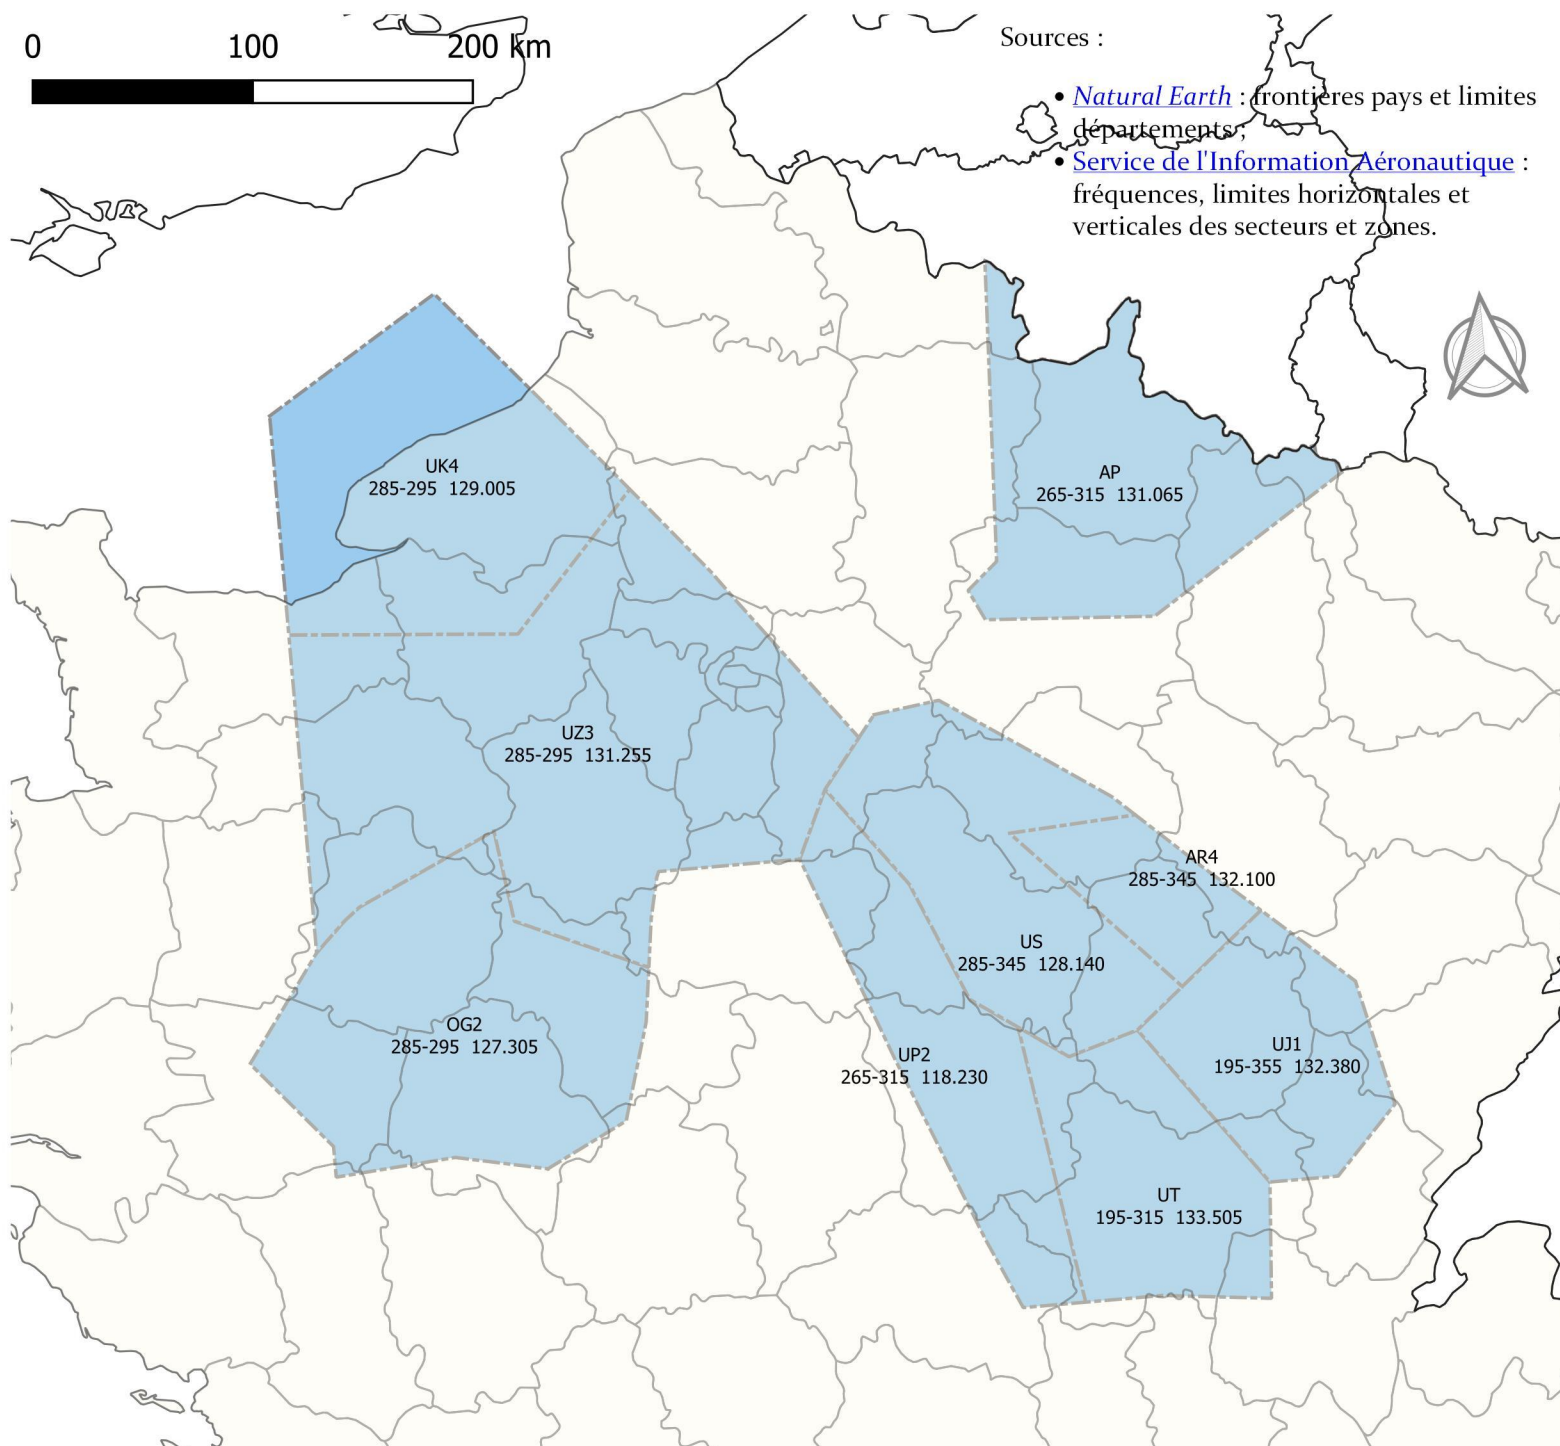 0 100 200 km
Sources :
• Natural Earth : frontières pays et limites
départements ;
• Service de l'Information Aéronautique :
fréquences, limites horizontales et
verticales des secteurs et zones.
UK4
285-295 129.005
AP
265-315 131.065
UZ3
285-295 131.255
AR4
285-345 132.100
US
285-345 128.140
OG2
285-295 127.305
UP2
265-315 118.230
UJ1
195-355 132.380
UT
195-315 133.505